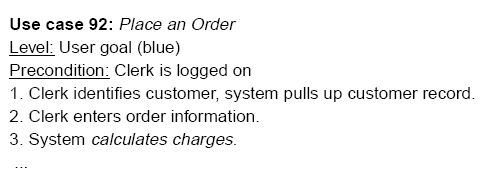 Use case 92: Place an Order
Level: User goal (blue)
Precondition: Clerk is logged on
1. Clerk identifies customer, system pulls up customer record.
2. Clerk enters order information.
3. System calculates charges.
...